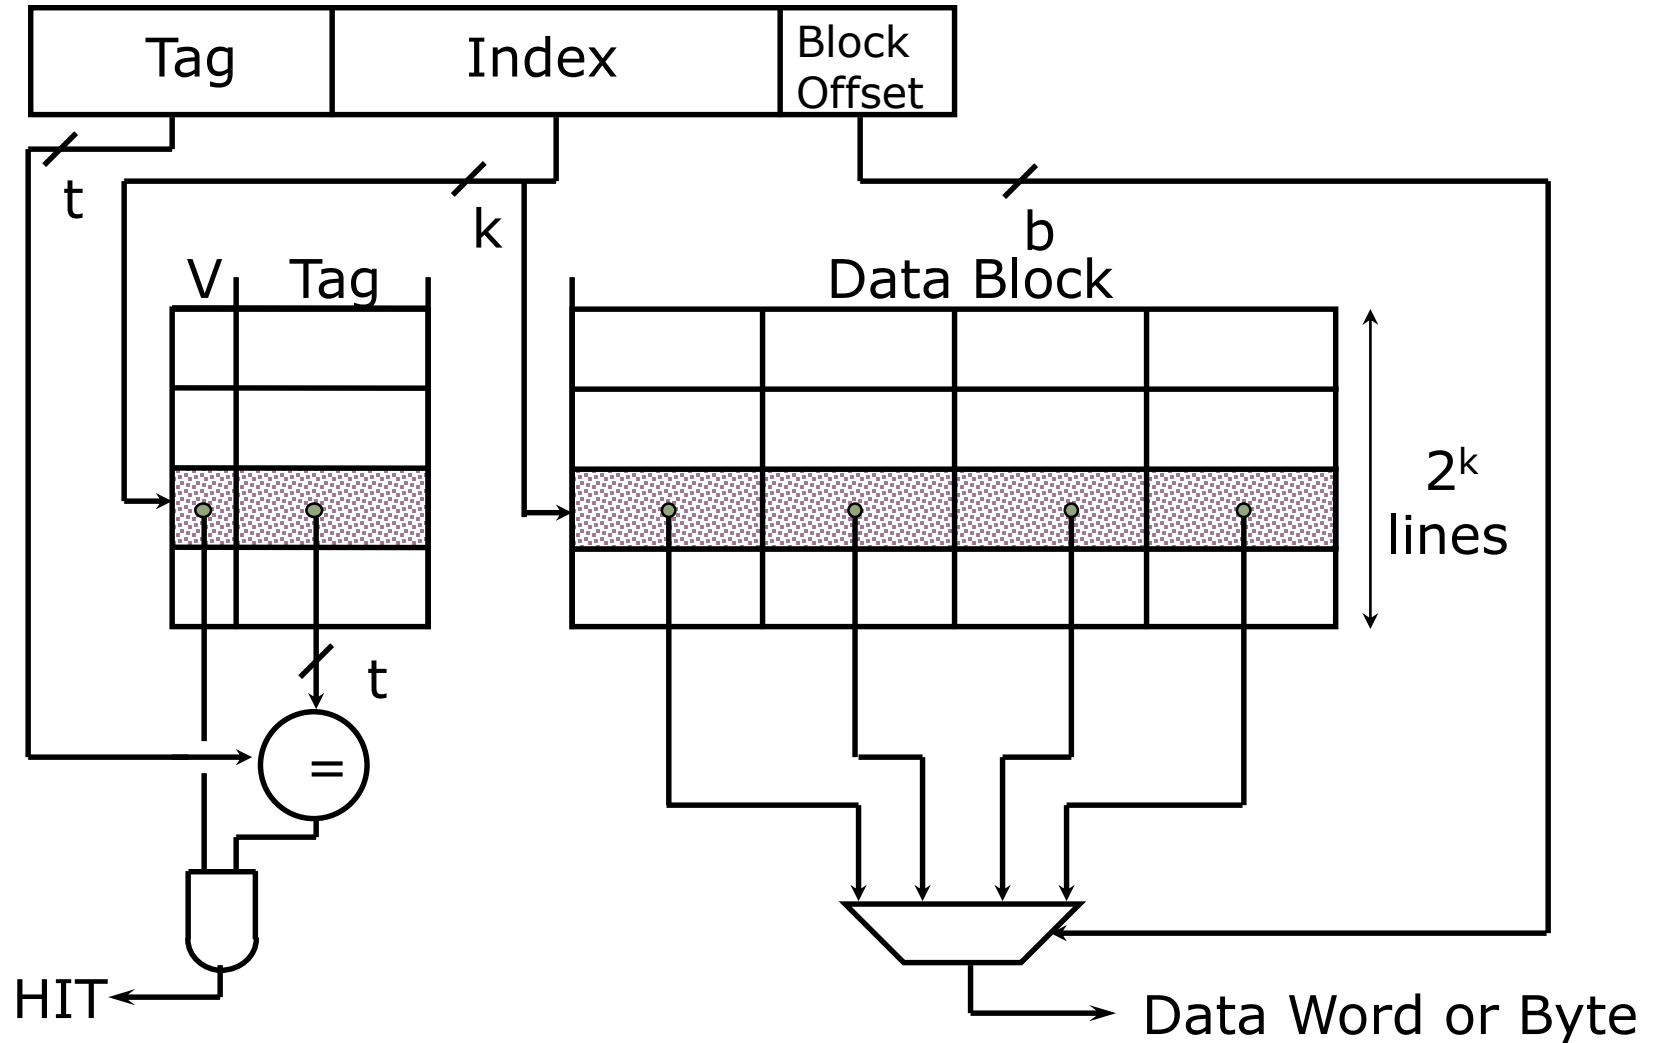 Tag
Index
Block
Offset
t
k
b
V
Tag
Data Block
2ᵏ
lines
t
=
HIT
Data Word or Byte